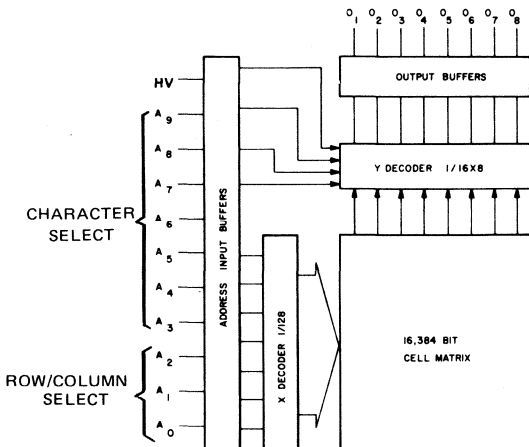 O1 O2 O3 O4 O5 O6 O7 O8
OUTPUT BUFFERS
HV
A9
A8
A7
A6
A5
A4
A3
A2
A1
A0
CHARACTER
SELECT
ROW/COLUMN
SELECT
ADDRESS INPUT BUFFERS
X DECODER 1/128
Y DECODER 1/16X8
16,384 BIT
CELL MATRIX